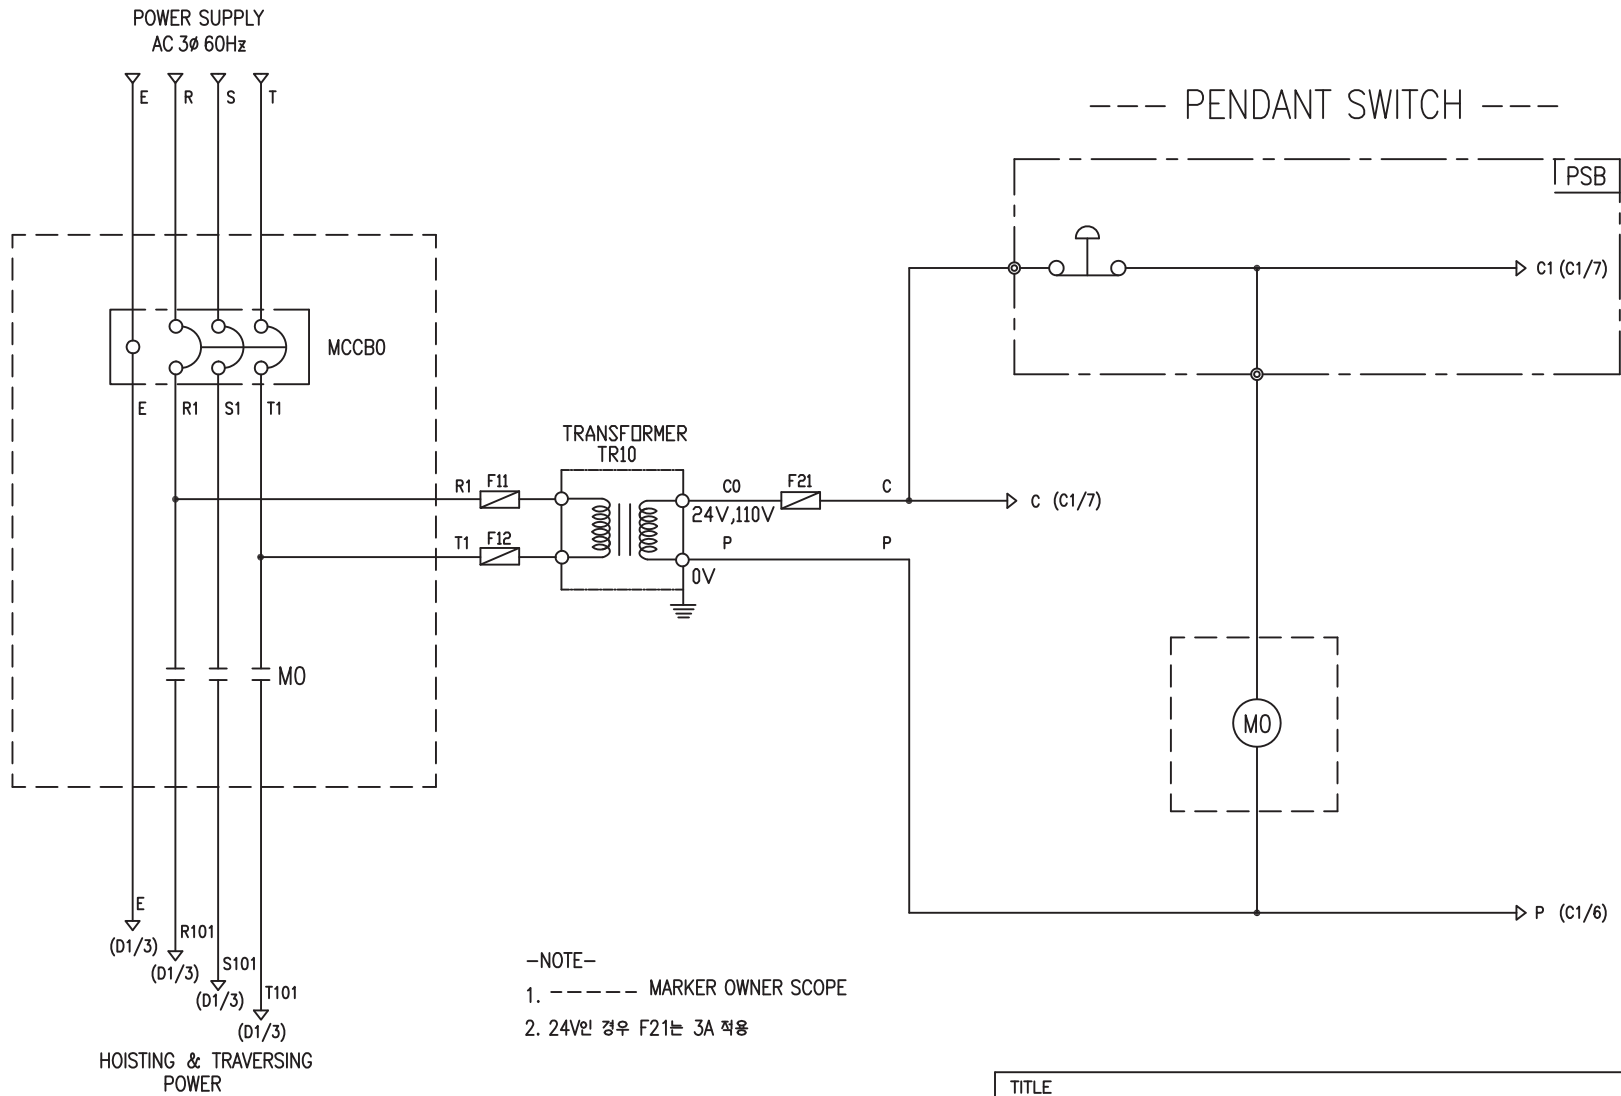 POWER SUPPLY
AC 3Ø 60Hz
E R S T
--- PENDANT SWITCH ---
PSB
C1 (C1/7)
MCCB0
E R1 S1 T1
TRANSFORMER
TR10
R1 F11
C0 F21 C
C (C1/7)
24V,110V
T1 F12
P P
0V
M0
M0
E
(D1/3)
R101
(D1/3)
S101
(D1/3)
T101
(D1/3)
P (C1/6)
HOISTING & TRAVERSING
POWER
-NOTE-
1. ------ MARKER OWNER SCOPE
2. 24V인 경우 F21는 3A 적용
TITLE